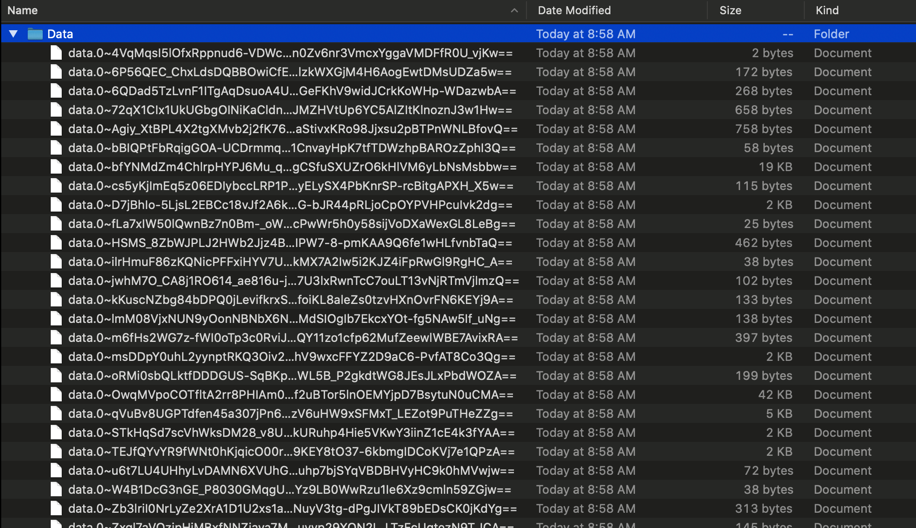 Name Date Modified Size Kind
Data Today at 8:58 AM -- Folder
data.0~4VqMqsI5lOfxRppnud6-VDWc...n0Zv6nr3VmcxYggaVMDFfR0U_vjKw== Today at 8:58 AM 2 bytes Document
data.0~6P56QEC_ChxLdsDQBBOwiCfE...IzkWXGjM4H6AogEwtDMsUDZa5w== Today at 8:58 AM 172 bytes Document
data.0~6QDad5TzLvnF1ITgAqDsuoA4U...GeFKhV9widJCrkKoWHp-WDazwbA== Today at 8:58 AM 268 bytes Document
data.0~72qX1CIx1UkUGbgOlNiKaCldn...JMZHVtUp6YC5AlZltKlnoznJ3w1Hw== Today at 8:58 AM 658 bytes Document
data.0~Agiy_XtBPL4X2tgXMvb2j2fK76...aStivxKRo98Jjxsu2pBTPnWNLBfovQ== Today at 8:58 AM 758 bytes Document
data.0~bBlQPtFbRqigGOA-UCDrmmq...1CnvayHpK7tfTDWzhpBAROzZphI3Q== Today at 8:58 AM 58 bytes Document
data.0~bfYNMdZm4ChlrpHYPJ6Mu_q...gCSfuSXUZrO6kHlVM6yLbNsMsbbw== Today at 8:58 AM 19 KB Document
data.0~cs5yKjlmEq5z06EDlybccLRP1P...yELySX4PbKnrSP-rcBitgAPXH_X5w== Today at 8:58 AM 115 bytes Document
data.0~D7jBhIo-5LjsL2EBCc18vJf2A6k...G-bJR44pRLjoCpOYPVHPcuIvk2dg== Today at 8:58 AM 2 KB Document
data.0~fLa7xlW50lQwnBz7n0Bm-_oW...cPwWr5h0y58sijVoDXaWexGL8LeBg== Today at 8:58 AM 25 bytes Document
data.0~HSMS_8ZbWJPLJ2HWb2Jjz4B...IPW7-8-pmKAA9Q6fe1wHLfvnbTaQ== Today at 8:58 AM 462 bytes Document
data.0~ilrHmuF86zKQNicPFFxiHYV7U...kMX7A2Iw5i2KJZ4iFpRwGl9RgHC_A== Today at 8:58 AM 38 bytes Document
data.0~jwhM7O_CA8j1RO614_ae816u-j...7U3lxRwnTcC7ouLT13vNjRTmVjlmzQ== Today at 8:58 AM 102 bytes Document
data.0~kKuscNZbg84bDPQ0jLevifkrxS...foiKL8aleZs0tzvHXnOvrFN6KEYj9A== Today at 8:58 AM 133 bytes Document
data.0~lmM08VjxNUN9yOonNBNbX6N...MdSlOglb7EkcxYOt-fg5NAw5lf_uNg== Today at 8:58 AM 138 bytes Document
data.0~m6fHs2WG7z-fWl0oTp3c0RviJ...QY11zo1cfp62MufZeewIWBE7AvixRA== Today at 8:58 AM 397 bytes Document
data.0~msDDpY0uhL2yynptRKQ3Oiv2...hV9wxcFFYZ2D9aC6-PvfAT8Co3Qg== Today at 8:58 AM 2 KB Document
data.0~oRMi0sbQLktfDDDGUS-SqBKp...WL5B_P2gkdtWG8JEsJLxPbdWOZA== Today at 8:58 AM 199 bytes Document
data.0~OwqMVpoCOTfltA2rr8PHIAm0...f2uBTor5lnOEMYjpD7BsytuN0uCMA== Today at 8:58 AM 42 KB Document
data.0~qVuBv8UGPTdfen45a307jPn6...zV6uHW9xSFMxT_LEZot9PuTHeZZg== Today at 8:58 AM 5 KB Document
data.0~STkHqSd7scVhWksDM28_v8U...kURuhp4Hie5VKwY3iinZ1cE4k3fYAA== Today at 8:58 AM 2 KB Document
data.0~TEJfQYvYR9fWNt0hKjqicO00r...9KEY8tO37-6kbmgIDCoKVj7e1QPzA== Today at 8:58 AM 2 KB Document
data.0~u6t7LU4UHhyLvDAMN6XVUhG...uhp7bjSYqVBDBHVyHC9k0hMVwjw== Today at 8:58 AM 72 bytes Document
data.0~W4B1DcG3nGE_P8030GMqgU...Yz9LB0WwRzu1Ie6Xz9cmln59ZGjw== Today at 8:58 AM 38 bytes Document
data.0~Zb3lril0NrLyZe2XrA1D1U2xs1a...NuyV3tg-dPgJlVkT89bEDsCK0jKdYg== Today at 8:58 AM 313 bytes Document
Today at 8:58 AM 145 bytes Document